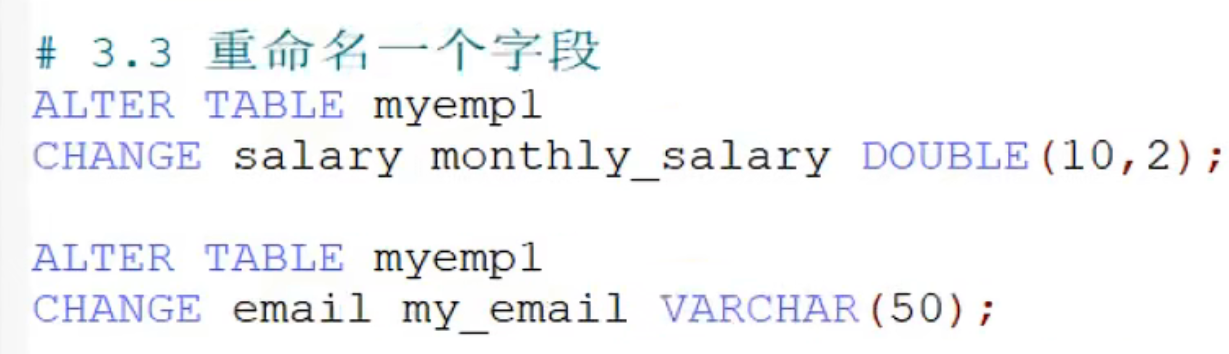 # 3.3 重命名一个字段
ALTER TABLE myemp1
CHANGE salary monthly_salary DOUBLE(10,2);
ALTER TABLE myemp1
CHANGE email my_email VARCHAR(50);